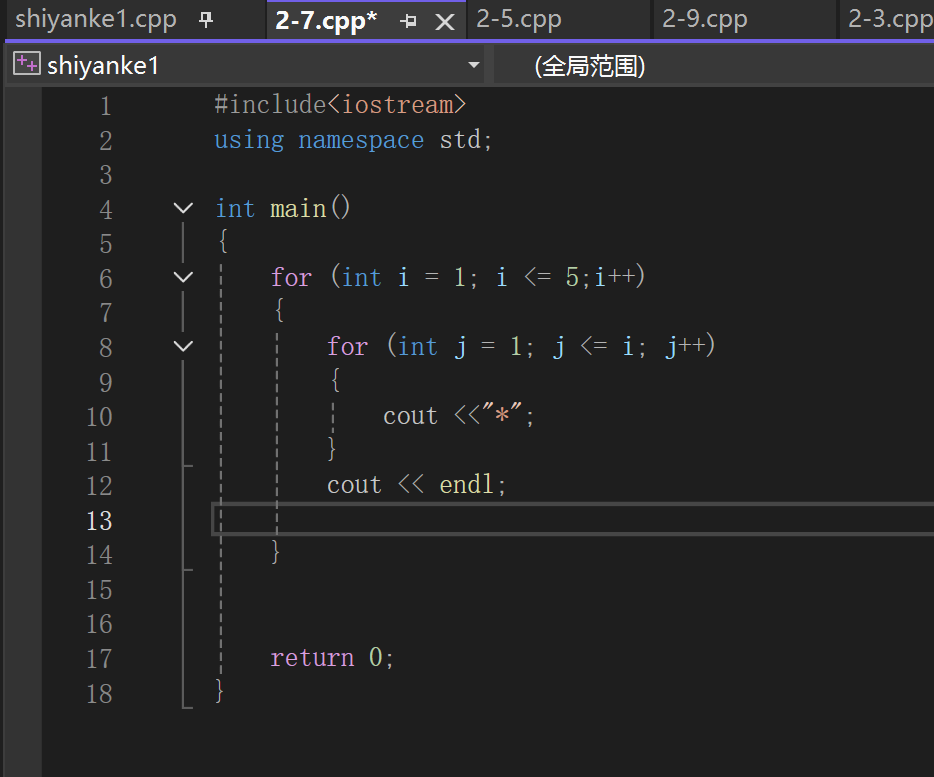 shiyanke1.cpp 2-7.cpp* 2-5.cpp 2-9.cpp 2-3.cpp
shiyanke1 (全局范围)
1 #include<iostream>
2 using namespace std;
3
4 int main()
5 {
6 for (int i = 1; i <= 5;i++)
7 {
8 for (int j = 1; j <= i; j++)
9 {
10 cout <<"*";
11 }
12 cout << endl;
13
14 }
15
16
17 return 0;
18 }